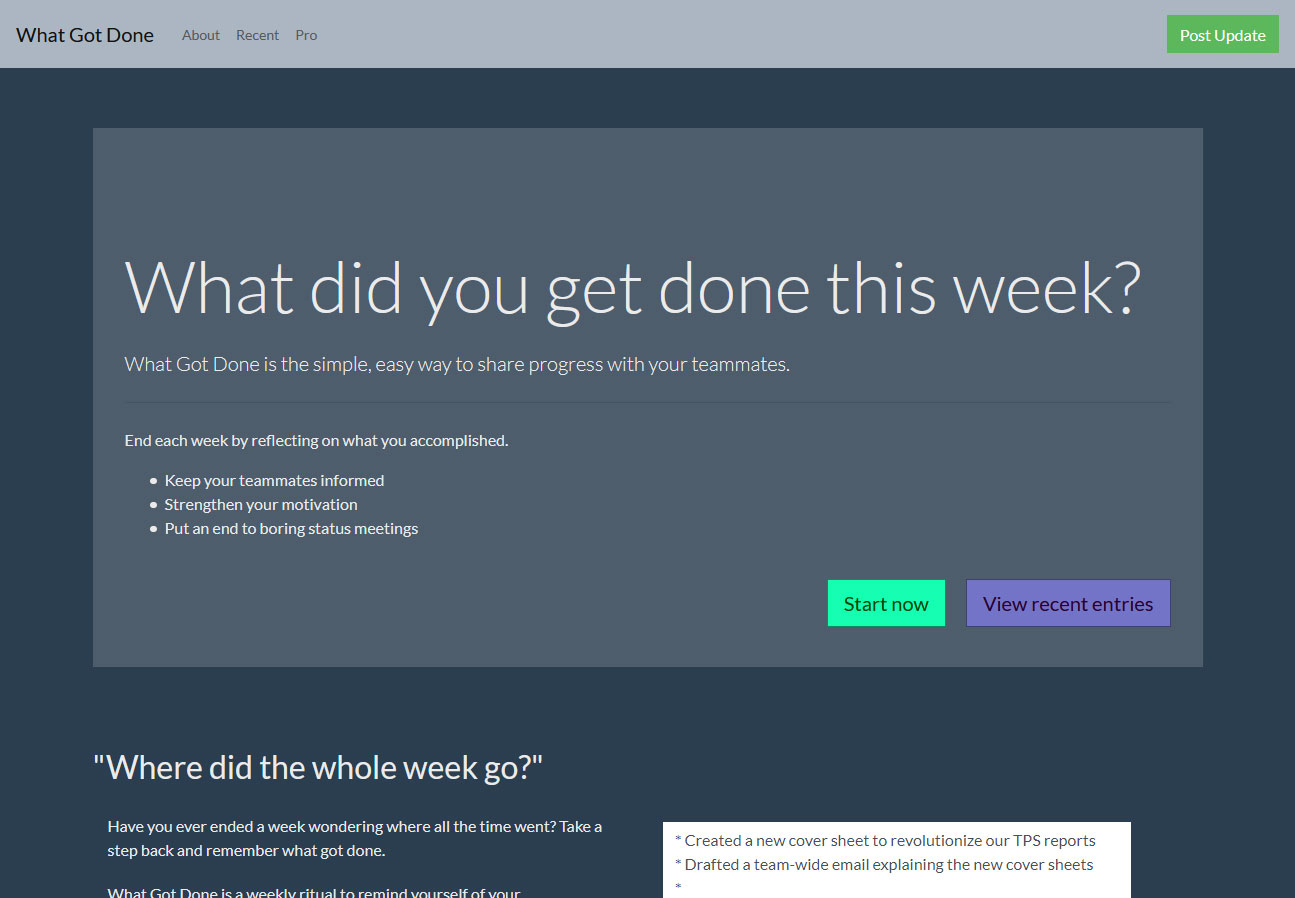 What Got Done About Recent Pro Post Update
What did you get done this week?
What Got Done is the simple, easy way to share progress with your teammates.
End each week by reflecting on what you accomplished.
• Keep your teammates informed
• Strengthen your motivation
• Put an end to boring status meetings
Start now View recent entries
"Where did the whole week go?"
Have you ever ended a week wondering where all the time went? Take a
step back and remember what got done.
What Got Done is a weekly ritual to remind yourself of your
* Created a new cover sheet to revolutionize our TPS reports
* Drafted a team-wide email explaining the new cover sheets
*